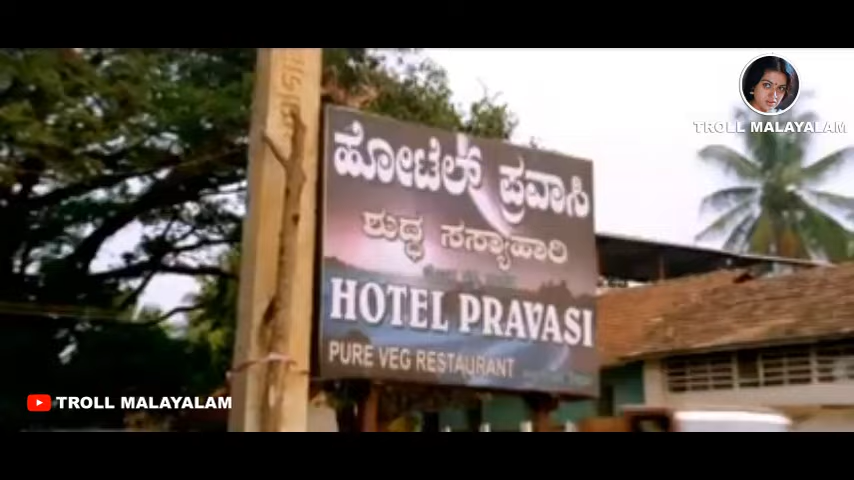 ಹೋಟೆಲ್ ಪ್ರವಾಸಿ
ಶುದ್ಧ ಸಸ್ಯಾಹಾರಿ
HOTEL PRAVASI
PURE VEG RESTAURANT
TROLL MALAYALAM
TROLL MALAYALAM